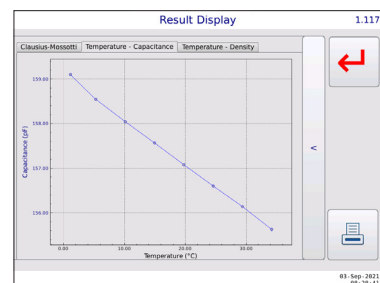 Result Display
1.117
Clausius-Mossotti
Temperature - Capacitance
Temperature - Density
<
Capacitance (pF)
159.00
158.00
157.00
156.00
0.00
10.00
20.00
30.00
Temperature (°C)
03-Sep-2021